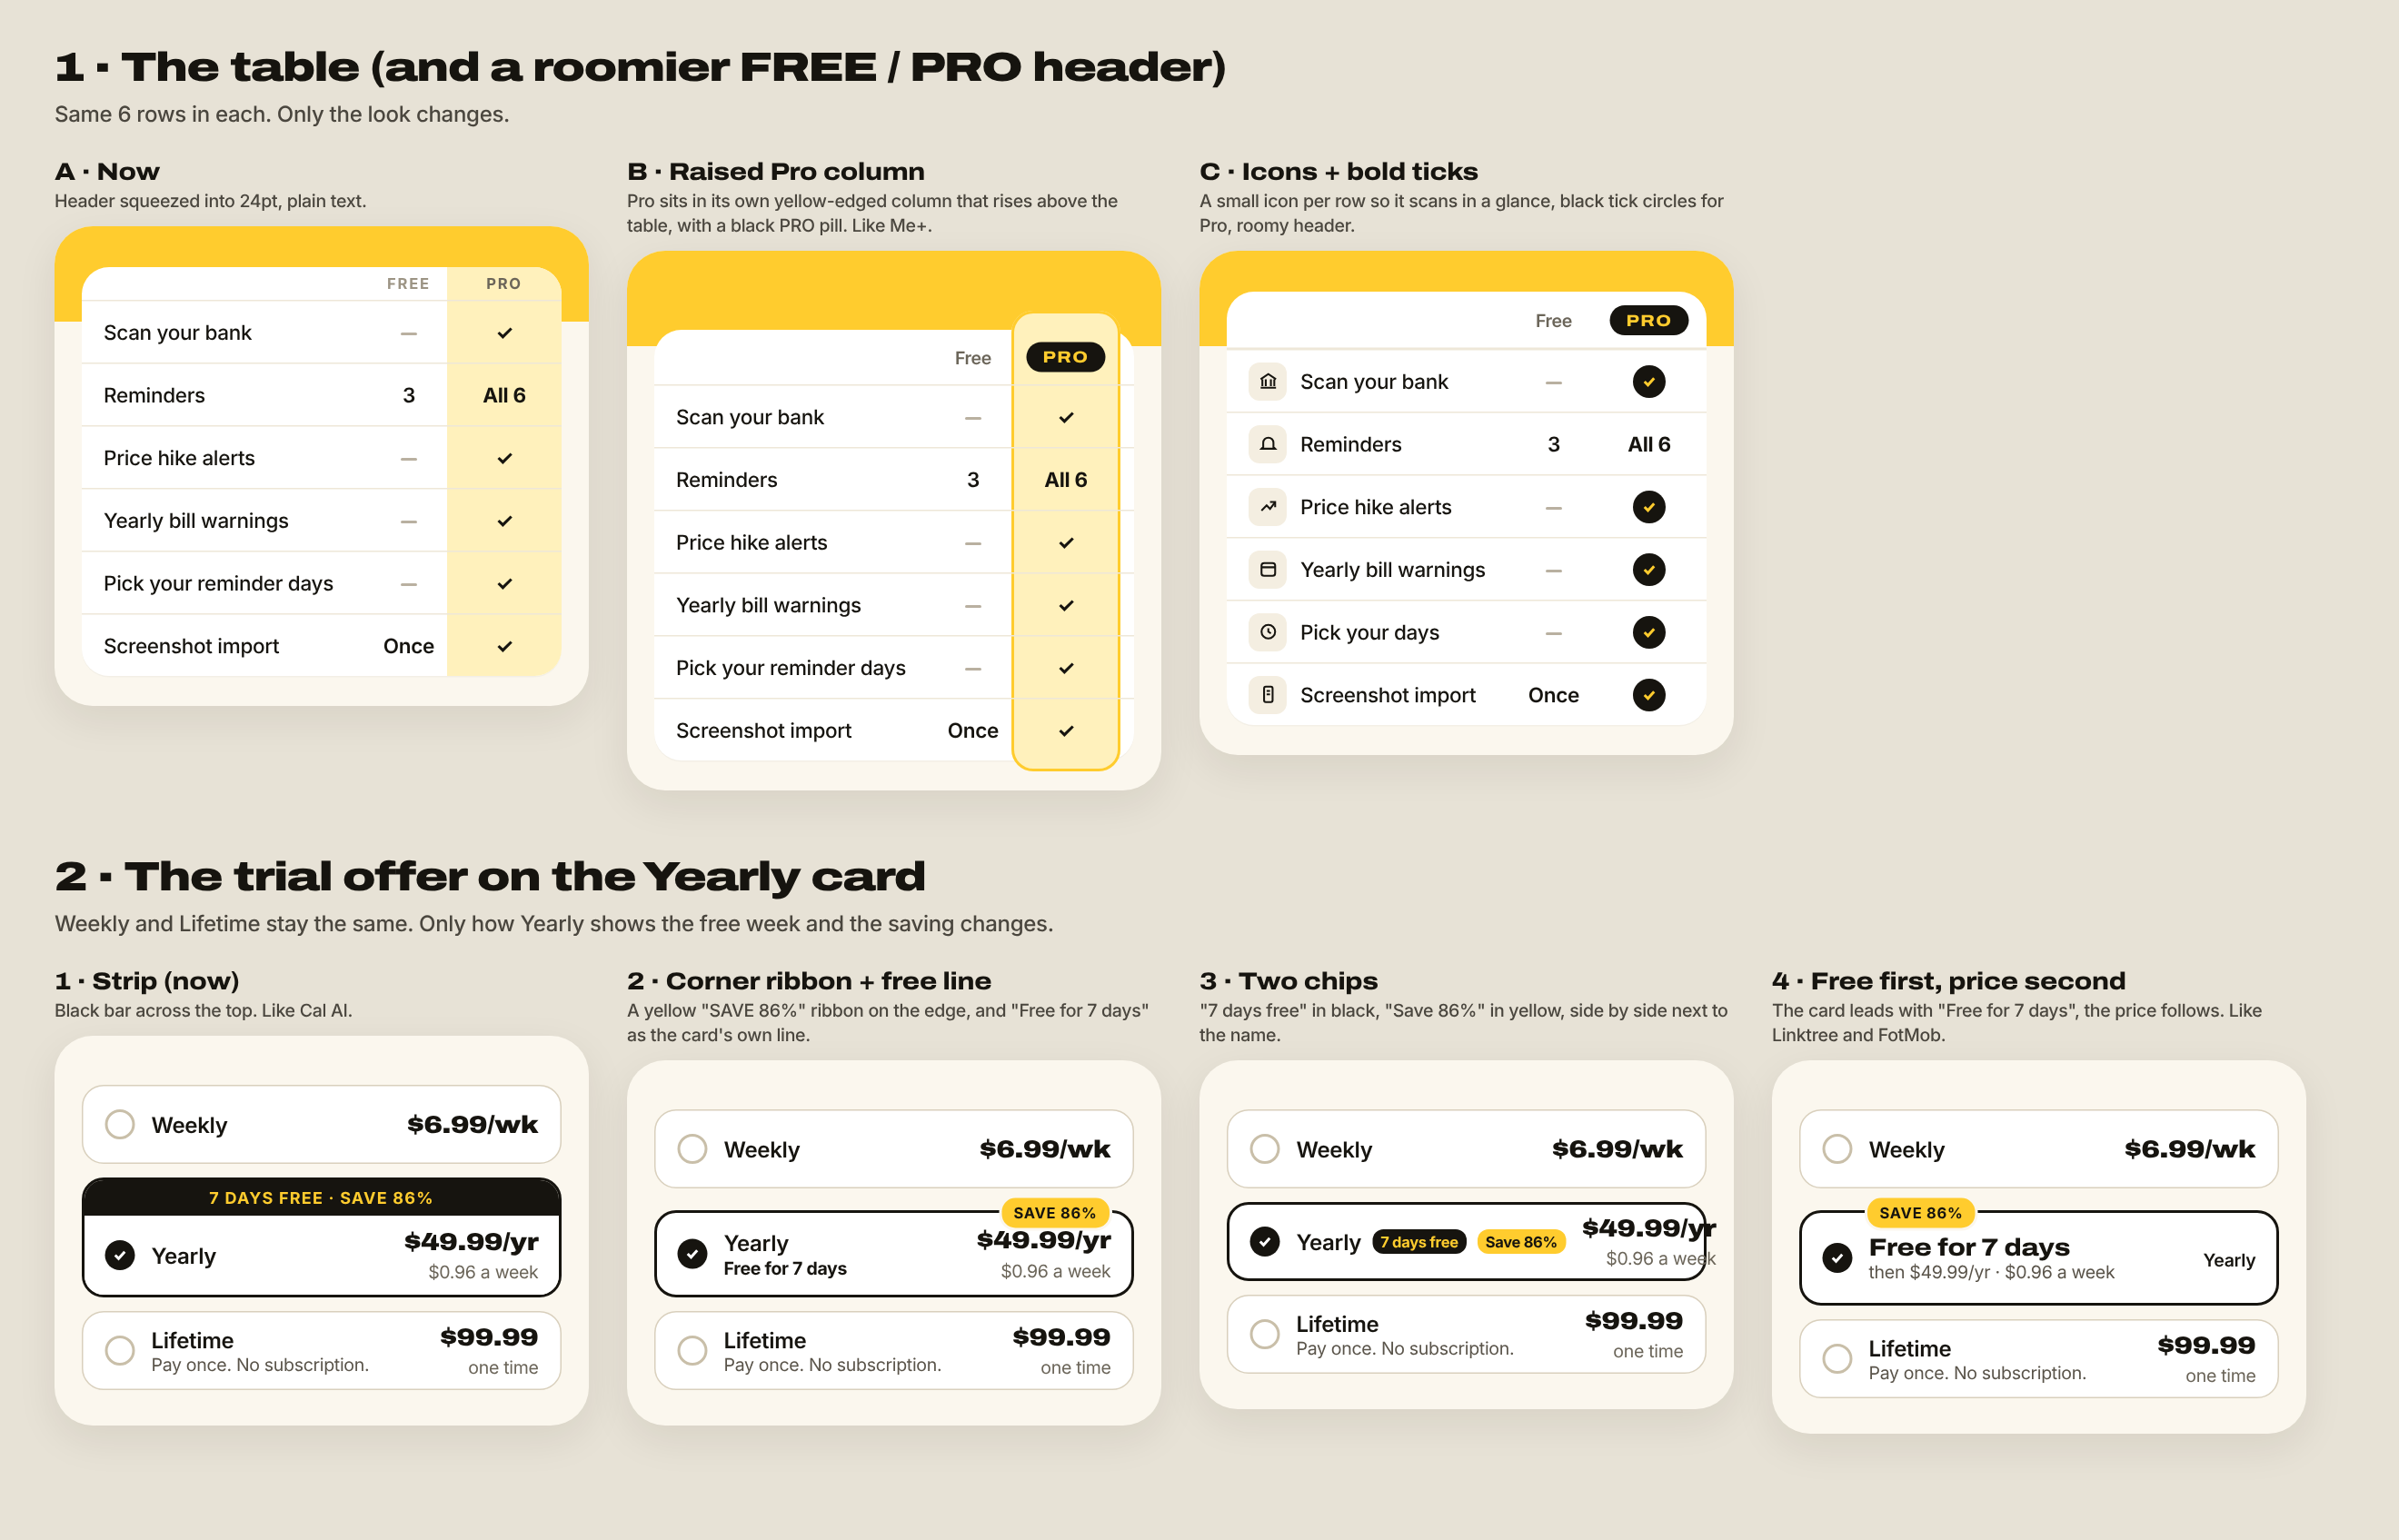 1 · The table (and a roomier FREE / PRO header)
Same 6 rows in each. Only the look changes.
A · Now
Header squeezed into 24pt, plain text.
FREE PRO
Scan your bank —
Reminders 3 All 6
Price hike alerts —
Yearly bill warnings —
Pick your reminder days —
Screenshot import Once
B · Raised Pro column
Pro sits in its own yellow-edged column that rises above the
table, with a black PRO pill. Like Me+.
Free PRO
Scan your bank —
Reminders 3 All 6
Price hike alerts —
Yearly bill warnings —
Pick your reminder days —
Screenshot import Once
C · Icons + bold ticks
A small icon per row so it scans in a glance, black tick circles for
Pro, roomy header.
Free PRO
Scan your bank —
Reminders 3 All 6
Price hike alerts —
Yearly bill warnings —
Pick your days —
Screenshot import Once
2 · The trial offer on the Yearly card
Weekly and Lifetime stay the same. Only how Yearly shows the free week and the saving changes.
1 · Strip (now)
Black bar across the top. Like Cal AI.
Weekly $6.99/wk
7 DAYS FREE · SAVE 86%
Yearly $49.99/yr
$0.96 a week
Lifetime $99.99
Pay once. No subscription. one time
2 · Corner ribbon + free line
A yellow "SAVE 86%" ribbon on the edge, and "Free for 7 days"
as the card's own line.
Weekly $6.99/wk
SAVE 86%
Yearly $49.99/yr
Free for 7 days $0.96 a week
Lifetime $99.99
Pay once. No subscription. one time
3 · Two chips
"7 days free" in black, "Save 86%" in yellow, side by side next to
the name.
Weekly $6.99/wk
Yearly 7 days free Save 86% $49.99/yr
$0.96 a week
Lifetime $99.99
Pay once. No subscription. one time
4 · Free first, price second
The card leads with "Free for 7 days", the price follows. Like
Linktree and FotMob.
Weekly $6.99/wk
SAVE 86%
Free for 7 days
then $49.99/yr · $0.96 a week Yearly
Lifetime $99.99
Pay once. No subscription. one time